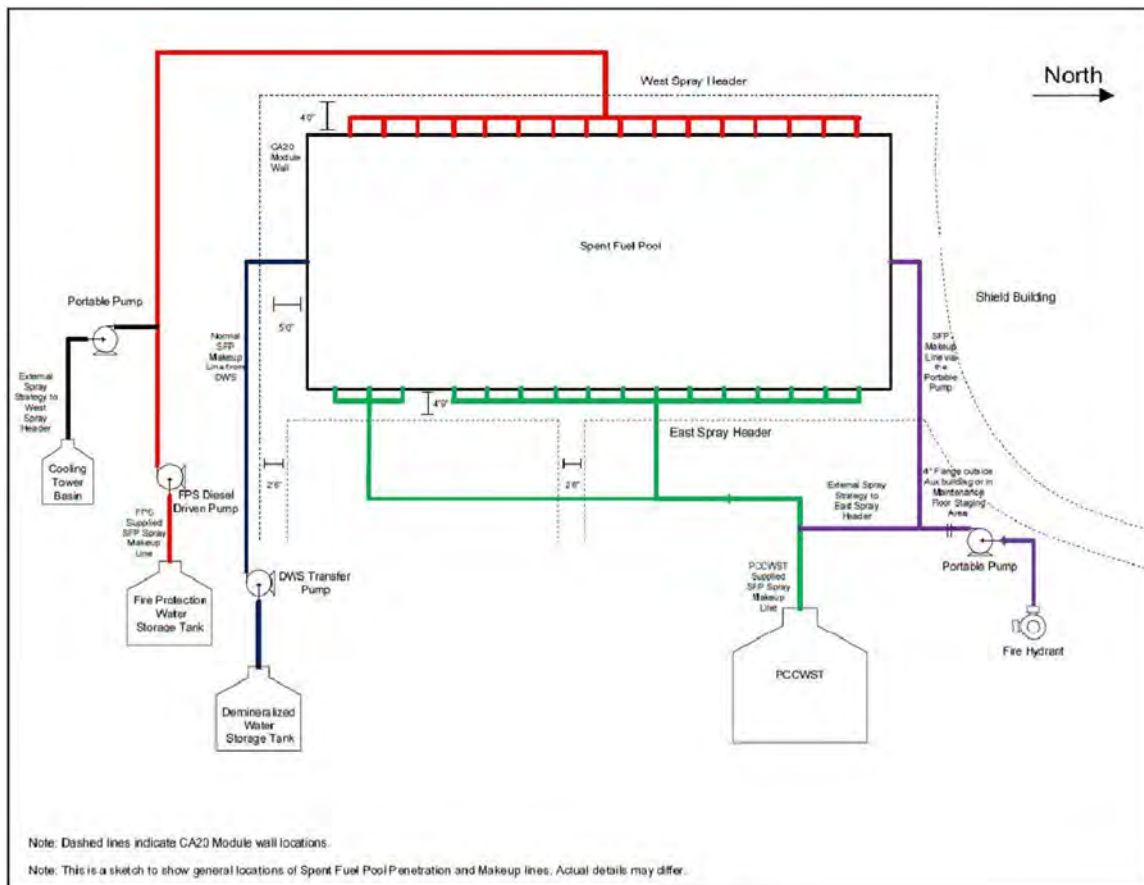 West Spray Header
North
4'0"
CA20
Module
Wall
Spent Fuel Pool
Shield Building
Portable Pump
5'0"
Normal
SFP
Makeup
Line from
DWS
SFP
Makeup
Line via
the
Portable
Pump
External
Spray
Strategy to
West
Spray
Header
4'9"
East Spray Header
Cooling
Tower
Basin
2'6"
2'6"
FPS Diesel
Driven Pump
External Spray
Strategy to
East Spray
Header
4" Flange outside
Aux building or in
Maintenance
Floor Staging
Area
FPS
Supplied
SFP Spray
Makeup
Line
Portable Pump
DWS Transfer
Pump
PCCWST
Supplied
SFP Spray
Makeup
Line
Fire Protection
Water
Storage Tank
Fire Hydrant
PCCWST
Demineralized
Water
Storage Tank
Note: Dashed lines indicate CA20 Module wall locations.
Note: This is a sketch to show general locations of Spent Fuel Pool Penetration and Makeup lines. Actual details may differ.